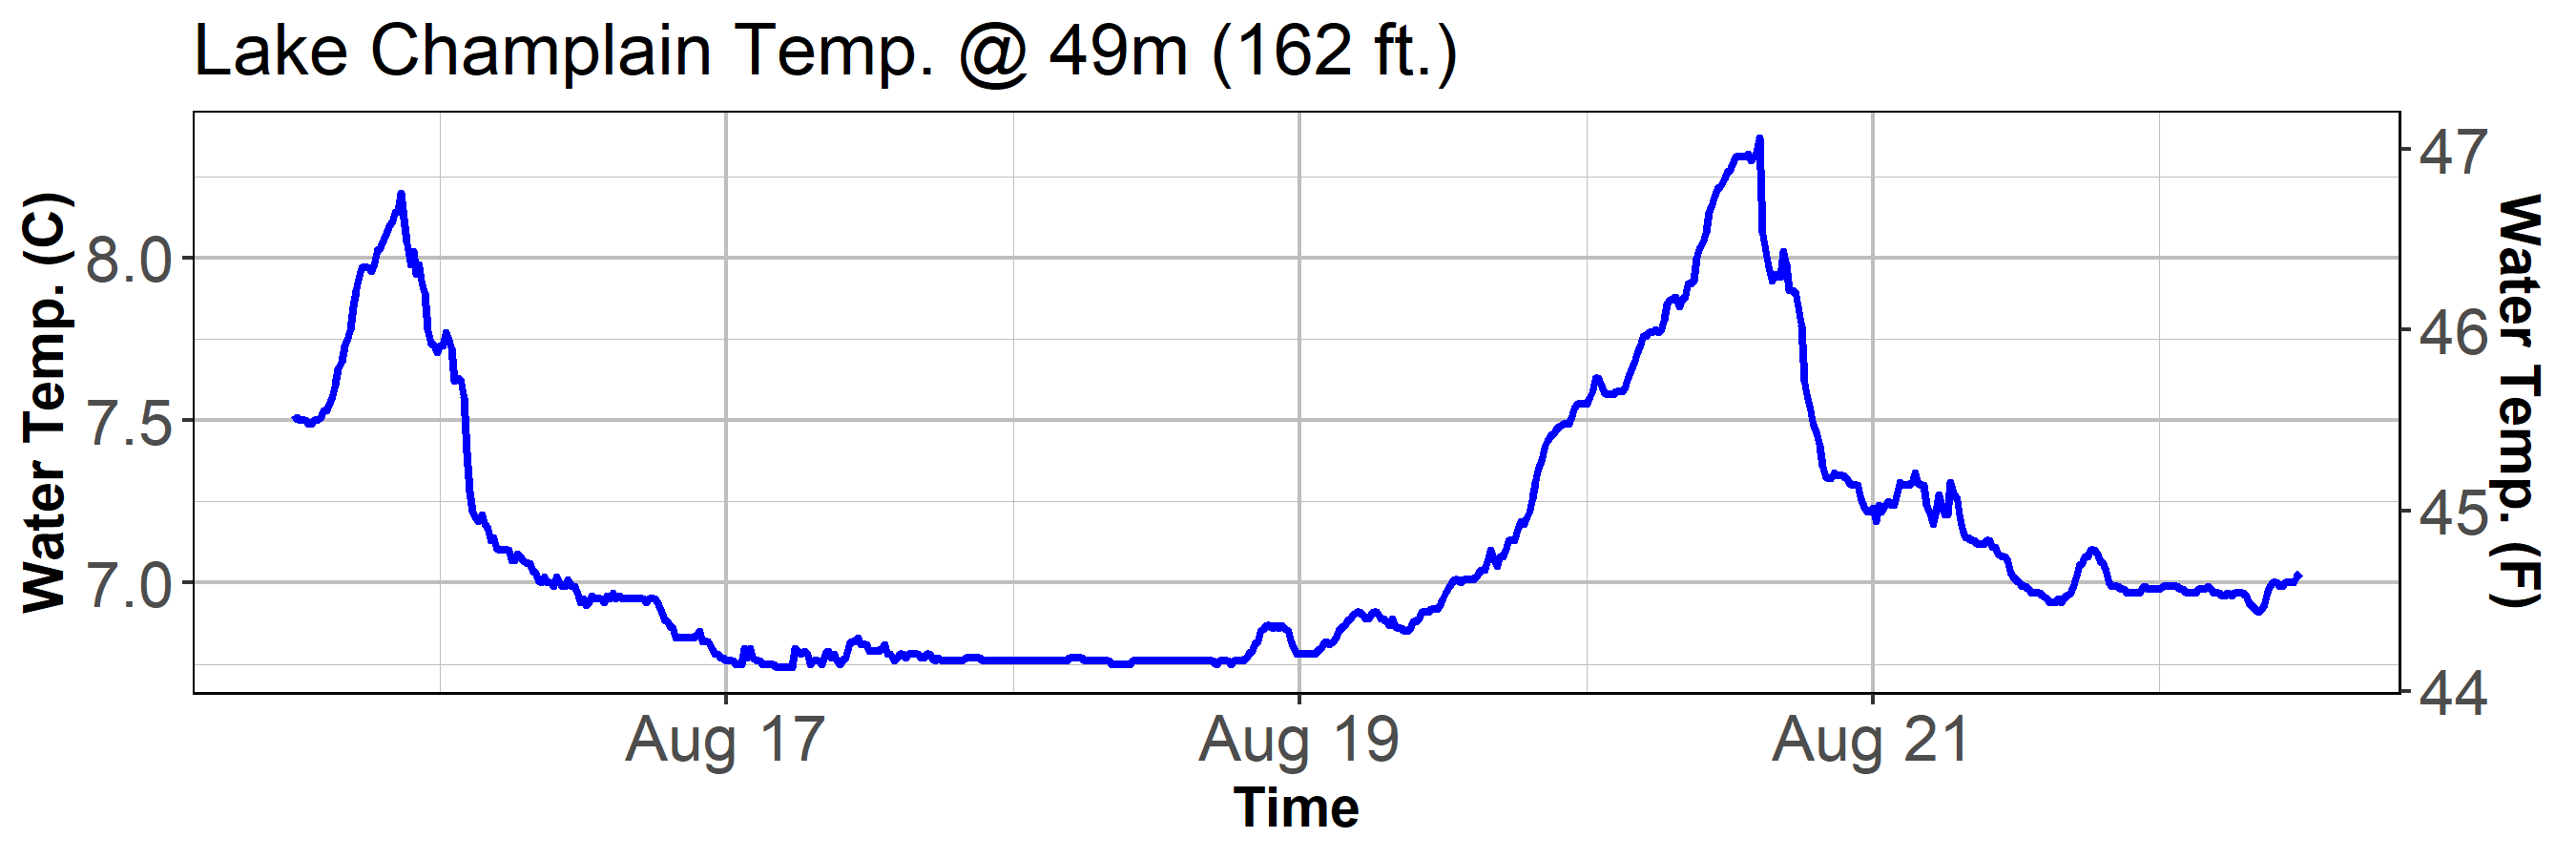 Lake Champlain Temp. @ 49m (162 ft.)
Water Temp. (C)
8.0
7.5
7.0
47
46
45
44
Water Temp. (F)
Aug 17 Aug 19 Aug 21
Time